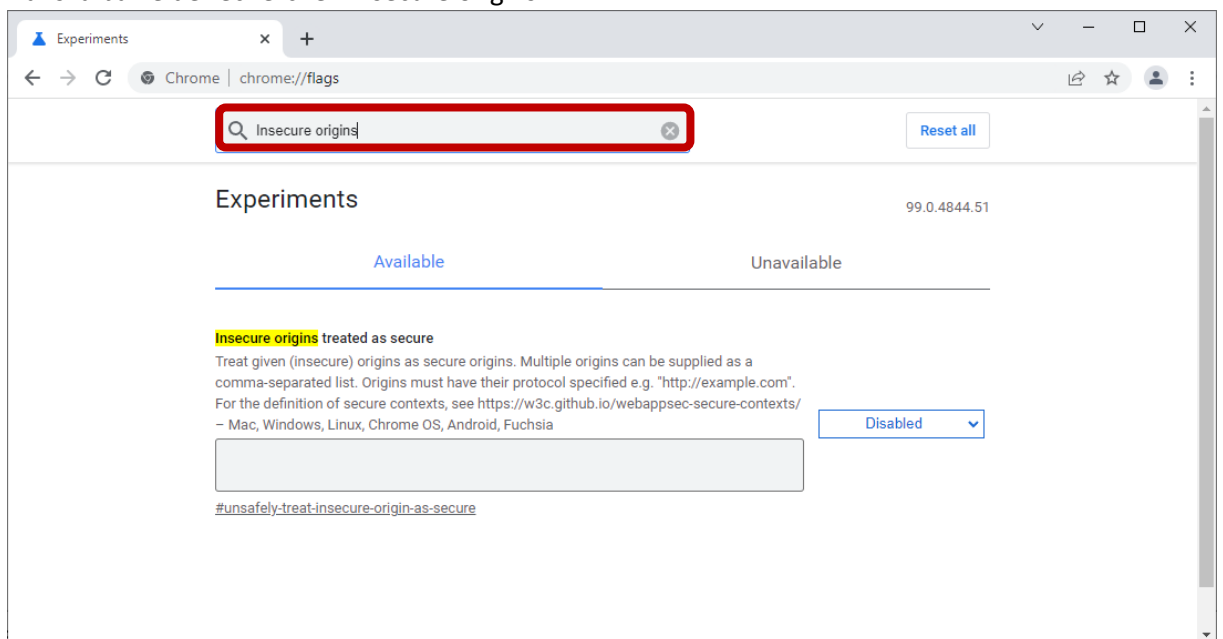 Experiments
Chrome | chrome://flags
Insecure origins
Reset all
Experiments
99.0.4844.51
Available
Unavailable
Insecure origins treated as secure
Treat given (insecure) origins as secure origins. Multiple origins can be supplied as a
comma-separated list. Origins must have their protocol specified e.g. "http://example.com".
For the definition of secure contexts, see https://w3c.github.io/webappsec-secure-contexts/
– Mac, Windows, Linux, Chrome OS, Android, Fuchsia
Disabled
#unsafely-treat-insecure-origin-as-secure